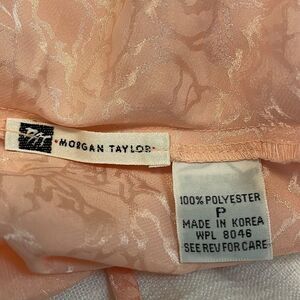 ·MORGAN TAYLOR·
100% POLYESTER
P
MADE IN KOREA
WPL 8046
SEE REV FOR CARE